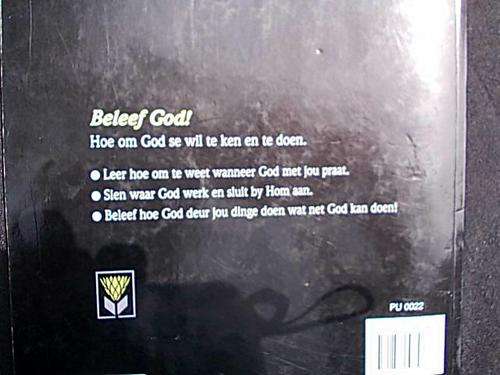 Beleef God!
Hoe om God se wil te ken en te doen.
● Leer hoe om te weet wanneer God met jou praat.
● Sien waar God werk en sluit by Hom aan.
● Beleef hoe God deur jou dinge doen wat net God kan doen!
PU 0022